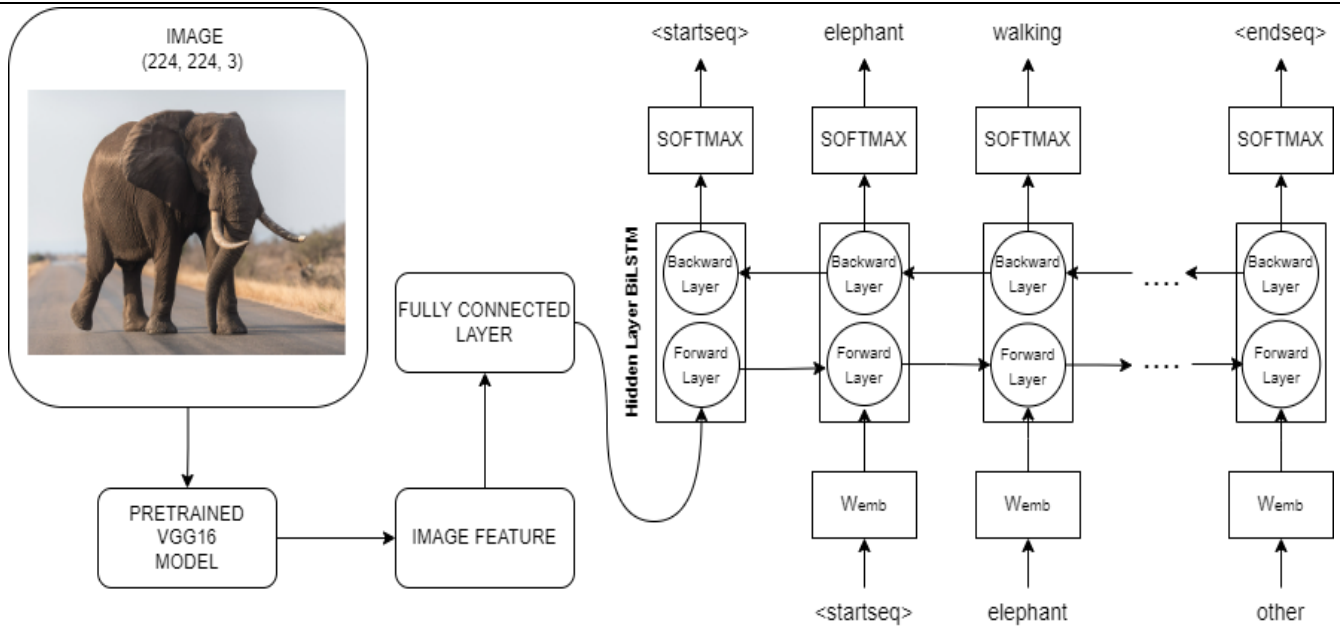 IMAGE
(224, 224, 3)
<startseq> elephant walking <endseq>
SOFTMAX SOFTMAX SOFTMAX SOFTMAX
Hidden Layer BiLSTM
Backward Layer
Backward Layer
Backward Layer
....
Backward Layer
FULLY CONNECTED
LAYER
Forward Layer
Forward Layer
Forward Layer
....
Forward Layer
PRETRAINED
VGG16
MODEL
IMAGE FEATURE
Wemb Wemb Wemb
<startseq> elephant other